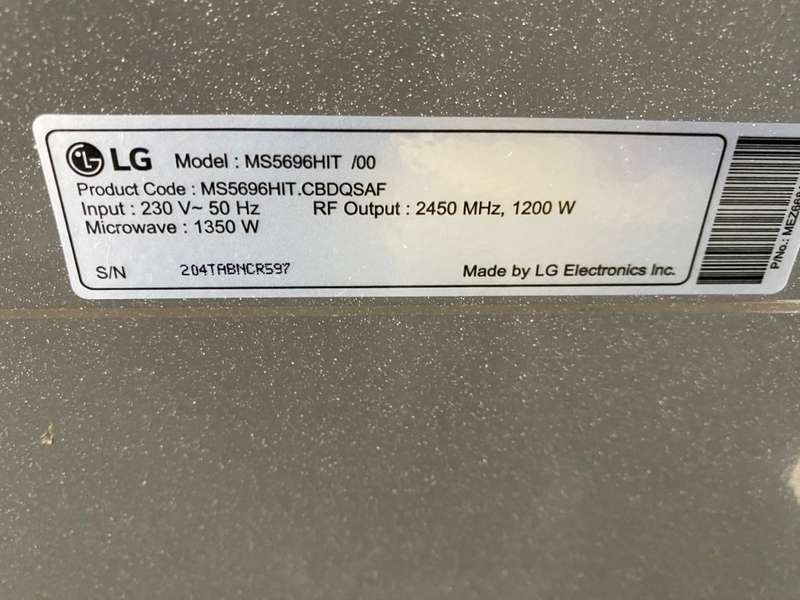 LG Model : MS5696HIT /00
Product Code : MS5696HIT.CBDQSAF
Input : 230 V~ 50 Hz RF Output : 2450 MHz, 1200 W
Microwave : 1350 W
S/N 204TABNCR597 Made by LG Electronics Inc.
P/No.: